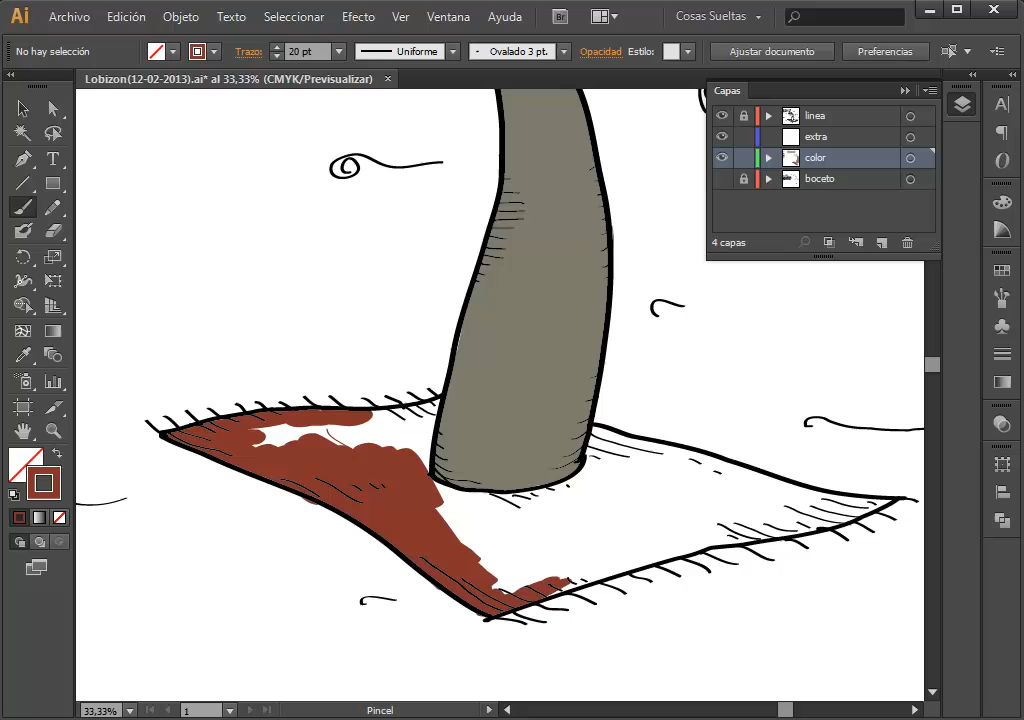 Ai Archivo Edición Objeto Texto Seleccionar Efecto Ver Ventana Ayuda Br Cosas Sueltas
No hay selección Trazo: 20 pt Uniforme Ovalado 3 pt. Opacidad Estilo: Ajustar documento Preferencias
Lobizon(12-02-2013).ai* al 33,33% (CMYK/Previsualizar)
Capas
linea
extra
color
boceto
4 capas
33,33% 1 Pincel